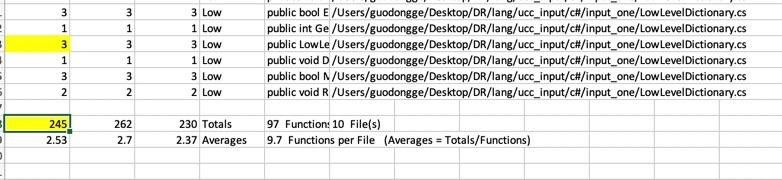 3 3 3 Low public bool E /Users/guodongge/Desktop/DR/lang/ucc_input/c#/input_one/LowLevelDictionary.cs
1 1 1 Low public int Ge /Users/guodongge/Desktop/DR/lang/ucc_input/c#/input_one/LowLevelDictionary.cs
3 3 3 Low public LowLe /Users/guodongge/Desktop/DR/lang/ucc_input/c#/input_one/LowLevelDictionary.cs
1 1 1 Low public void D /Users/guodongge/Desktop/DR/lang/ucc_input/c#/input_one/LowLevelDictionary.cs
3 3 3 Low public bool N /Users/guodongge/Desktop/DR/lang/ucc_input/c#/input_one/LowLevelDictionary.cs
2 2 2 Low public void R /Users/guodongge/Desktop/DR/lang/ucc_input/c#/input_one/LowLevelDictionary.cs
245 262 230 Totals 97 Functions 10 File(s)
2.53 2.7 2.37 Averages 9.7 Functions per File (Averages = Totals/Functions)